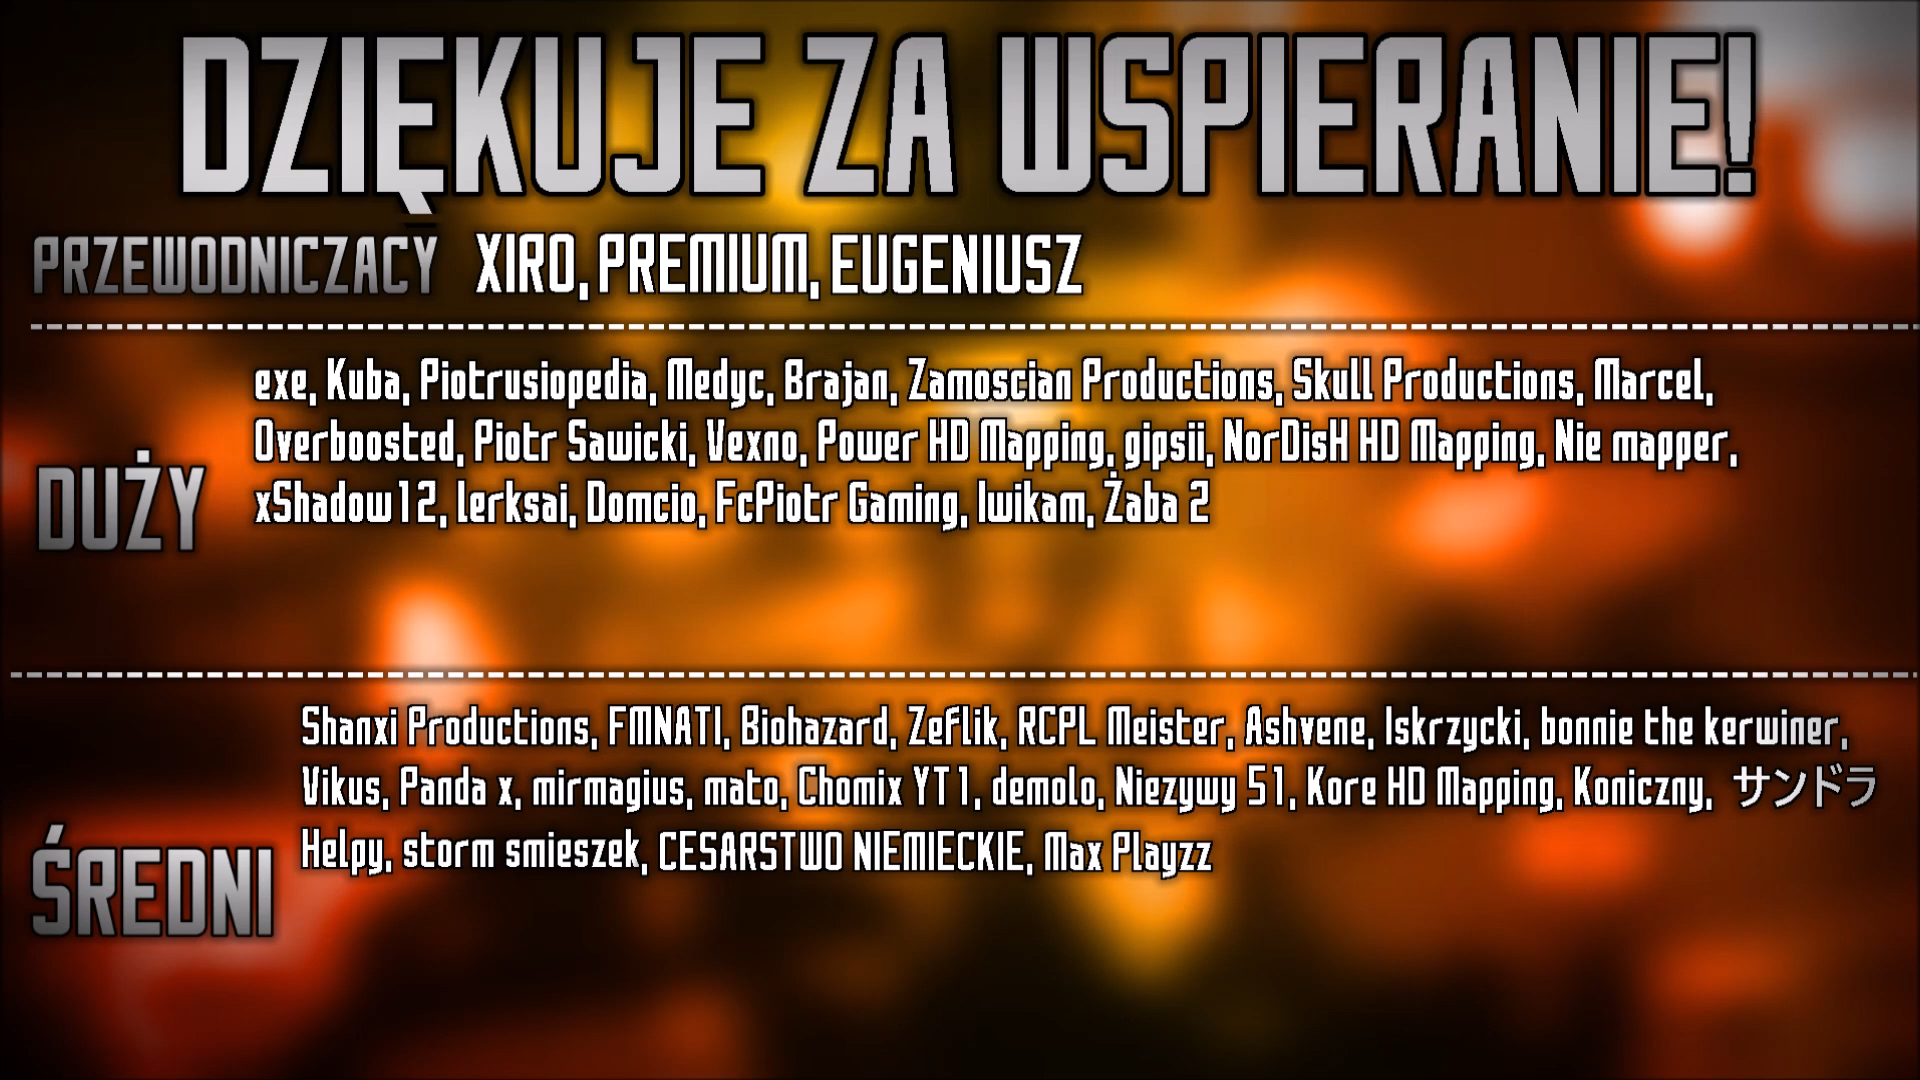 DZIĘKUJE ZA WSPIERANIE!
PRZEWODNICZACY XIRO, PREMIUM, EUGENIUSZ
exe, Kuba, Piotrusiopedia, Medyc, Brajan, Zamoscian Productions, Skull Productions, Marcel,
Overboosted, Piotr Sawicki, Vexno, Power HD Mapping, gipsii, NorDisH HD Mapping, Nie mapper,
DUŻY
xShadow12, lerksai, Domcio, FcPiotr Gaming, lwikam, Żaba 2
Shanxi Productions, FMNATI, Biohazard, Zeflik, RCPL Meister, Ashvene, Iskrzycki, bonnie the kerwiner,
Vikus, Panda x, mirmagius, mato, Chomix YT1, demolo, Niezywy 51, Kore HD Mapping, Koniczny, サンドラ
Helpy, storm smieszek, CESARSTWO NIEMIECKIE, Max Playzz
ŚREDNI